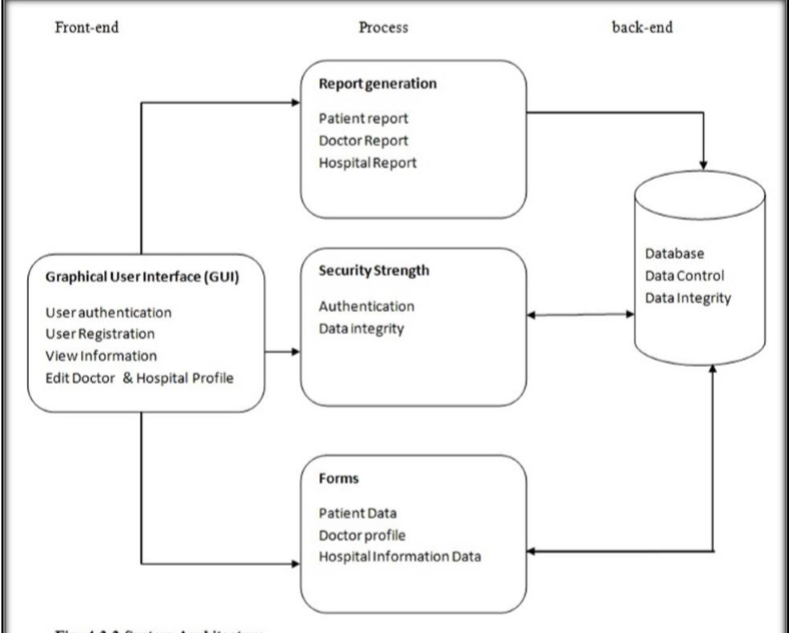 Front-end
Process
back-end
Report generation
Patient report
Doctor Report
Hospital Report
Graphical User Interface (GUI)
User authentication
User Registration
View Information
Edit Doctor & Hospital Profile
Security Strength
Authentication
Data integrity
Database
Data Control
Data Integrity
Forms
Patient Data
Doctor profile
Hospital Information Data